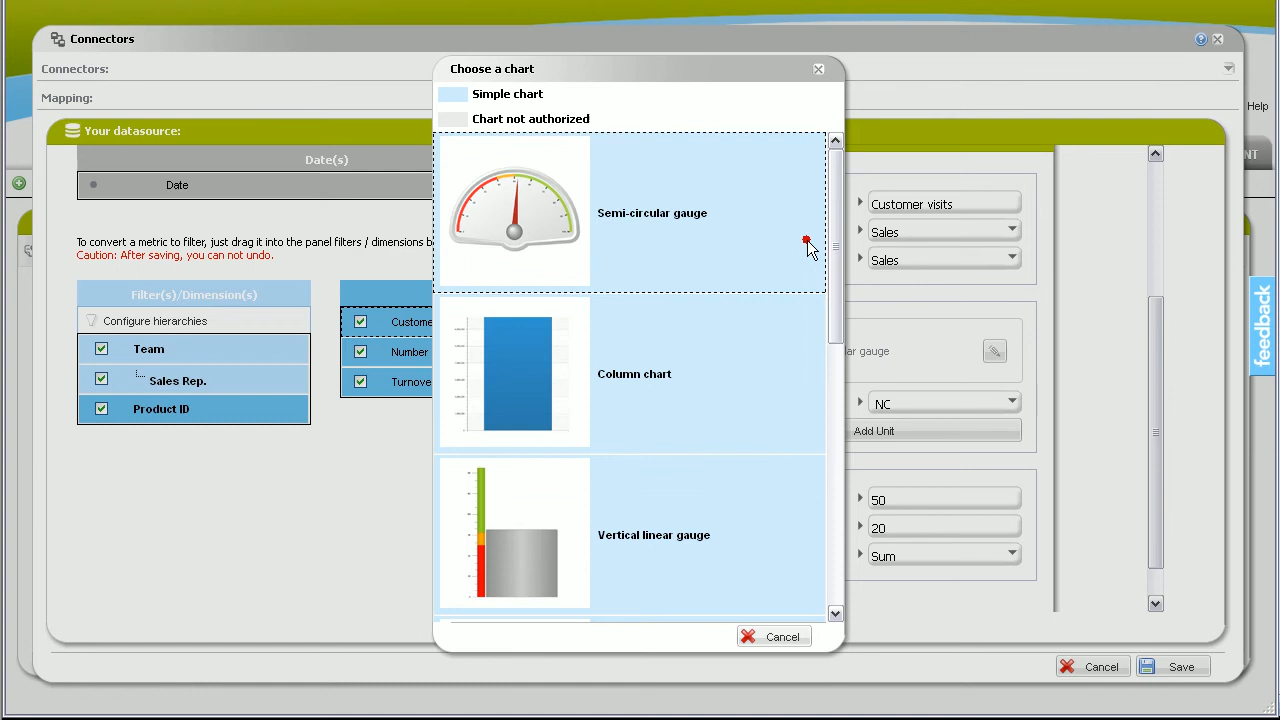 Connectors
Connectors:
Choose a chart
Simple chart
Mapping:
Help
Chart not authorized
Your datasource:
Date(s)
NT
Date
Customer visits
Semi-circular gauge
Sales
To convert a metric to filter, just drag it into the panel filters / dimensions b
Caution: After saving, you can not undo.
Sales
Filter(s)/Dimension(s)
Configure hierarchies
Custome
feedback
Team
Number
ar gauge
Column chart
Sales Rep.
Turnove
Product ID
NC
Add Unit
50
20
Vertical linear gauge
Sum
Cancel
Cancel
Save